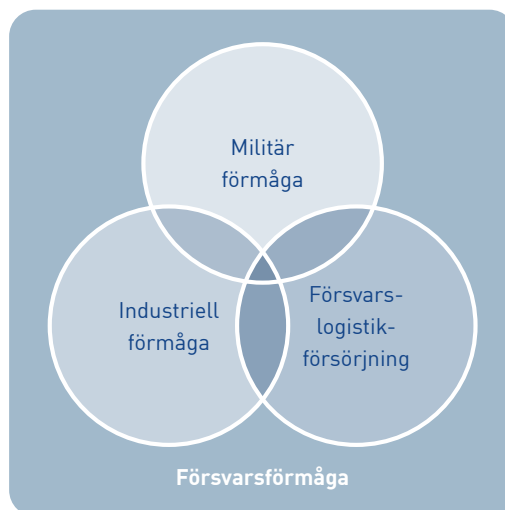 Militär
förmåga
Industriell
förmåga
Försvars-
logistik-
försörjning
Försvarsförmåga